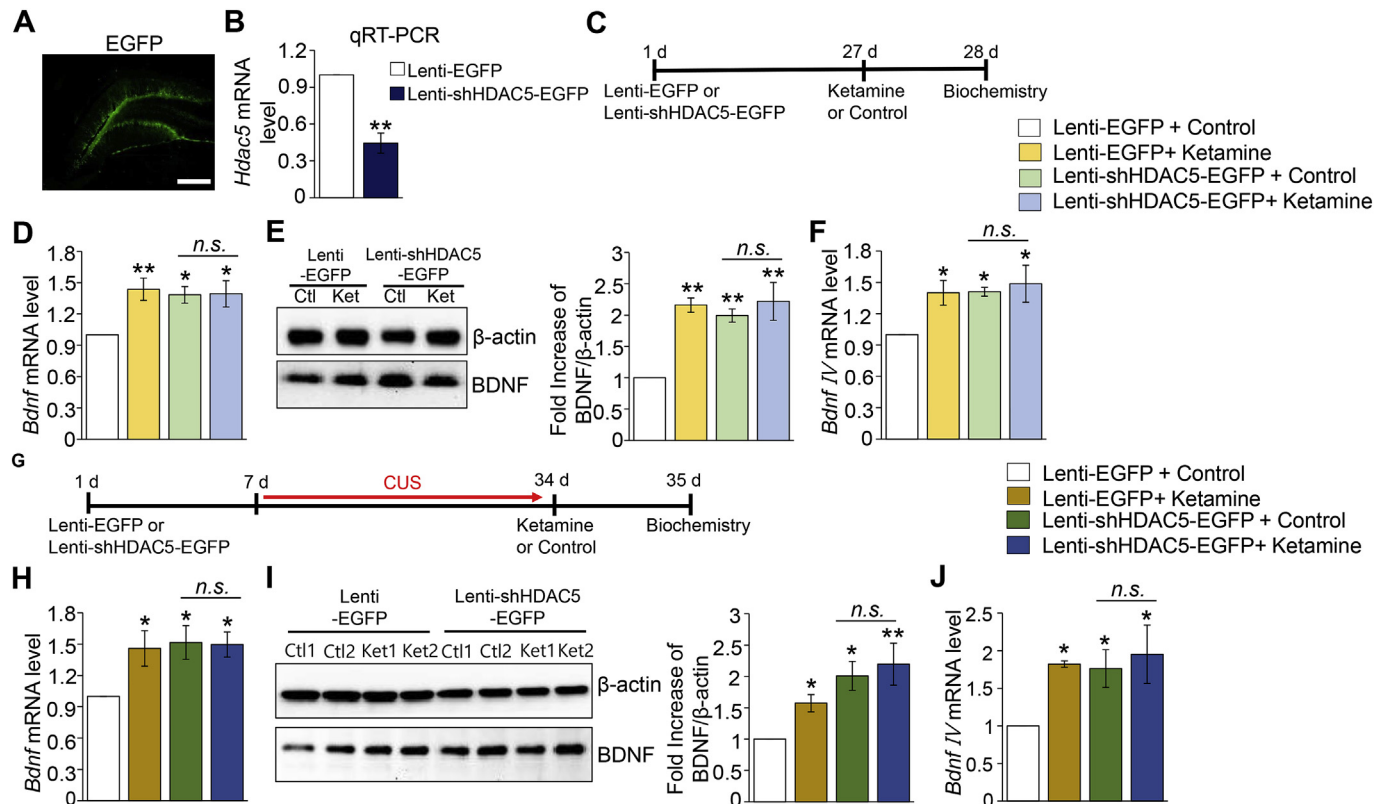 A
EGFP
B
qRT-PCR
Hdac5 mRNA
level
1.2
0.9
0.6
0.3
0
**
Lenti-EGFP
Lenti-shHDAC5-EGFP
C
1 d
27 d
28 d
Lenti-EGFP or
Lenti-shHDAC5-EGFP
Ketamine
or Control
Biochemistry
Lenti-EGFP + Control
Lenti-EGFP+ Ketamine
Lenti-shHDAC5-EGFP + Control
Lenti-shHDAC5-EGFP+ Ketamine
D
Bdnf mRNA level
1.8
1.5
1.2
0.9
0.6
0.3
0
**
*
*
n.s.
E
Lenti
-EGFP
Lenti-shHDAC5
-EGFP
Ctl
Ket
Ctl
Ket
β-actin
BDNF
Fold Increase of
BDNF/β-actin
3
2.5
2
1.5
1
0.5
0
**
**
**
n.s.
F
Bdnf IV mRNA level
1.8
1.5
1.2
0.9
0.6
0.3
0
*
*
*
n.s.
G
1 d
7 d
CUS
34 d
35 d
Lenti-EGFP or
Lenti-shHDAC5-EGFP
Ketamine
or Control
Biochemistry
Lenti-EGFP + Control
Lenti-EGFP+ Ketamine
Lenti-shHDAC5-EGFP + Control
Lenti-shHDAC5-EGFP+ Ketamine
H
Bdnf mRNA level
1.8
1.5
1.2
0.9
0.6
0.3
0
*
*
*
n.s.
I
Lenti
-EGFP
Lenti-shHDAC5
-EGFP
Ctl1 Ctl2 Ket1 Ket2 Ctl1 Ctl2 Ket1 Ket2
β-actin
BDNF
Fold Increase of
BDNF/β-actin
3
2.5
2
1.5
1
0.5
0
*
*
**
n.s.
J
Bdnf IV mRNA level
2.5
2
1.5
1
0.5
0
*
*
*
n.s.